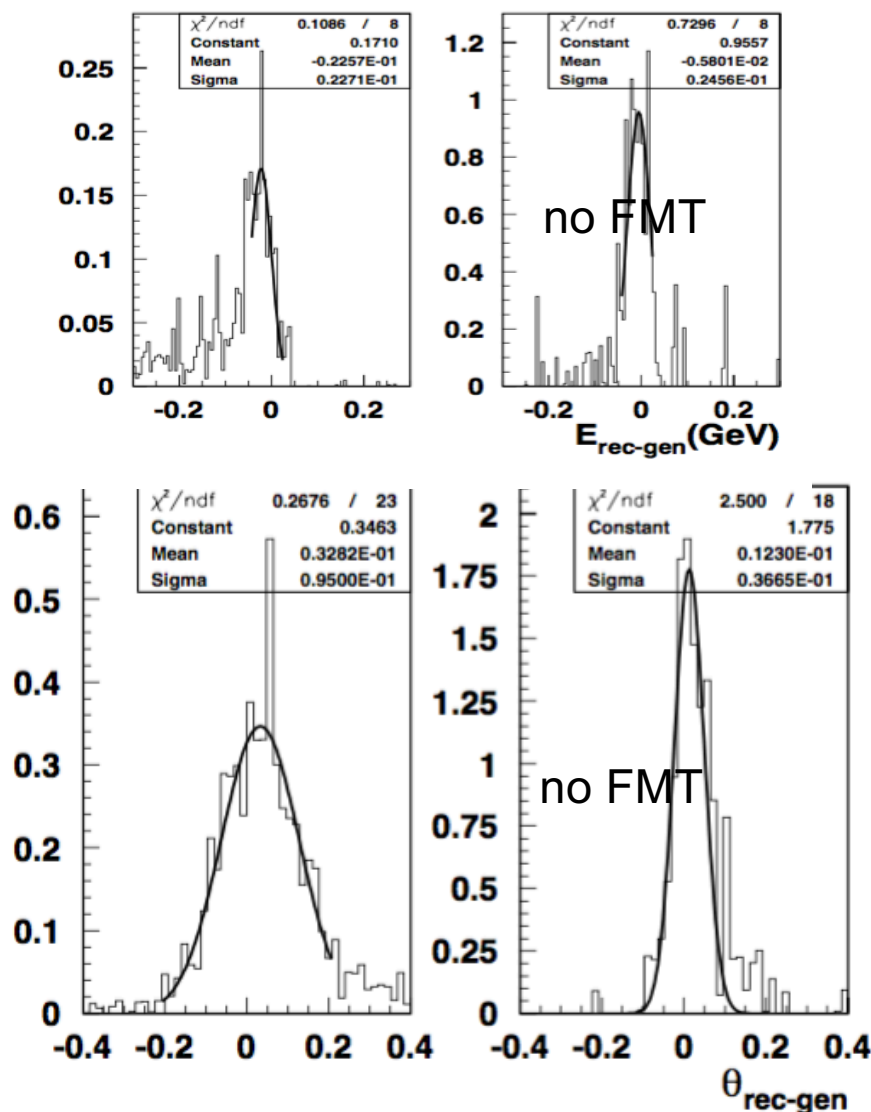 χ²/ndf 0.1086 / 8
Constant 0.1710
Mean -0.2257E-01
Sigma 0.2271E-01
0.25
0.2
0.15
0.1
0.05
0
-0.2 0 0.2
χ²/ndf 0.7296 / 8
Constant 0.9557
Mean -0.5801E-02
Sigma 0.2456E-01
1.2
1
0.8
0.6
0.4
0.2
0
no FMT
-0.2 0 0.2
E rec-gen (GeV)
χ²/ndf 0.2676 / 23
Constant 0.3463
Mean 0.3282E-01
Sigma 0.9500E-01
0.6
0.5
0.4
0.3
0.2
0.1
0
-0.4 -0.2 0 0.2 0.4
χ²/ndf 2.500 / 18
Constant 1.775
Mean 0.1230E-01
Sigma 0.3665E-01
2
1.75
1.5
1.25
1
0.75
0.5
0.25
0
no FMT
-0.4 -0.2 0 0.2 0.4
θ rec-gen